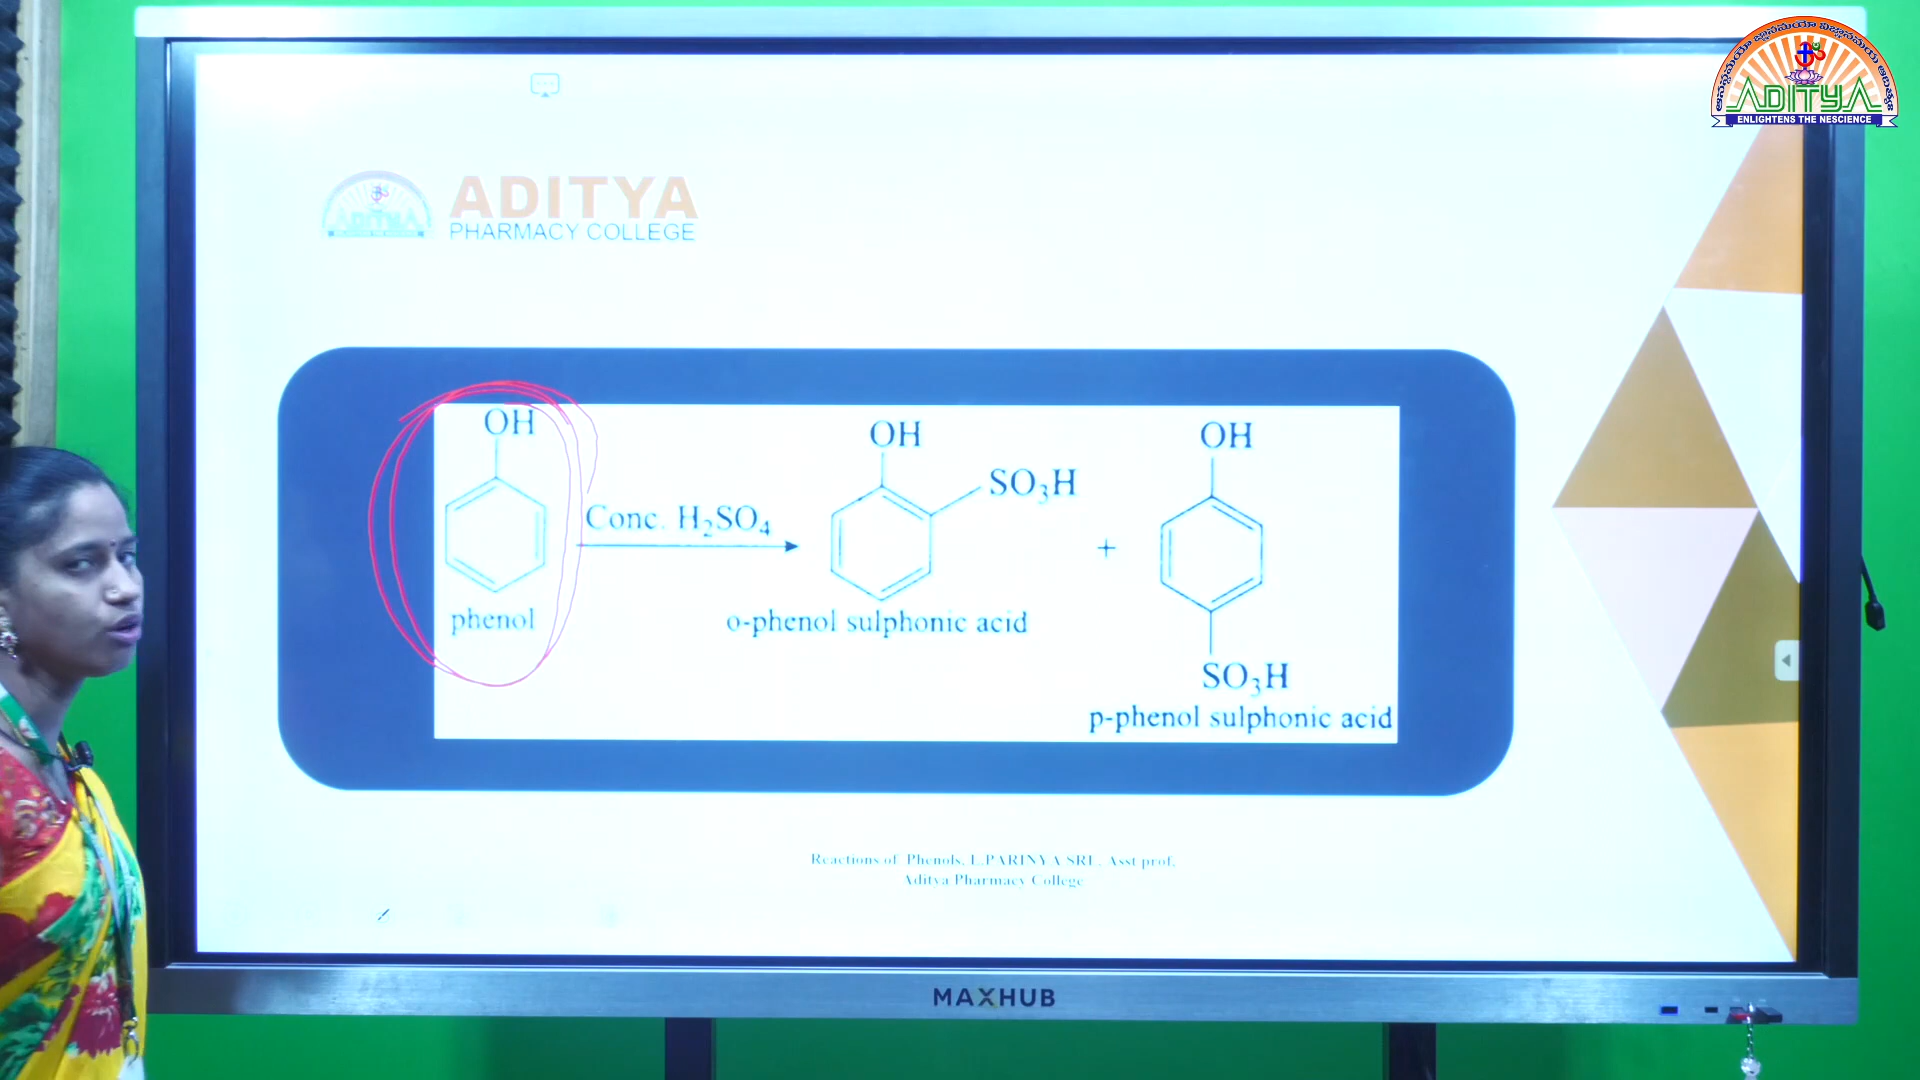 ADITYA
ENLIGHTENS THE NESCIENCE
ADITYA
PHARMACY COLLEGE
OH
phenol
Conc. H₂SO₄
OH
SO₃H
o-phenol sulphonic acid
+
OH
SO₃H
p-phenol sulphonic acid
Reactions of Phenols, L.PARINYA SRI, Asst prof,
Aditya Pharmacy College
MAXHUB